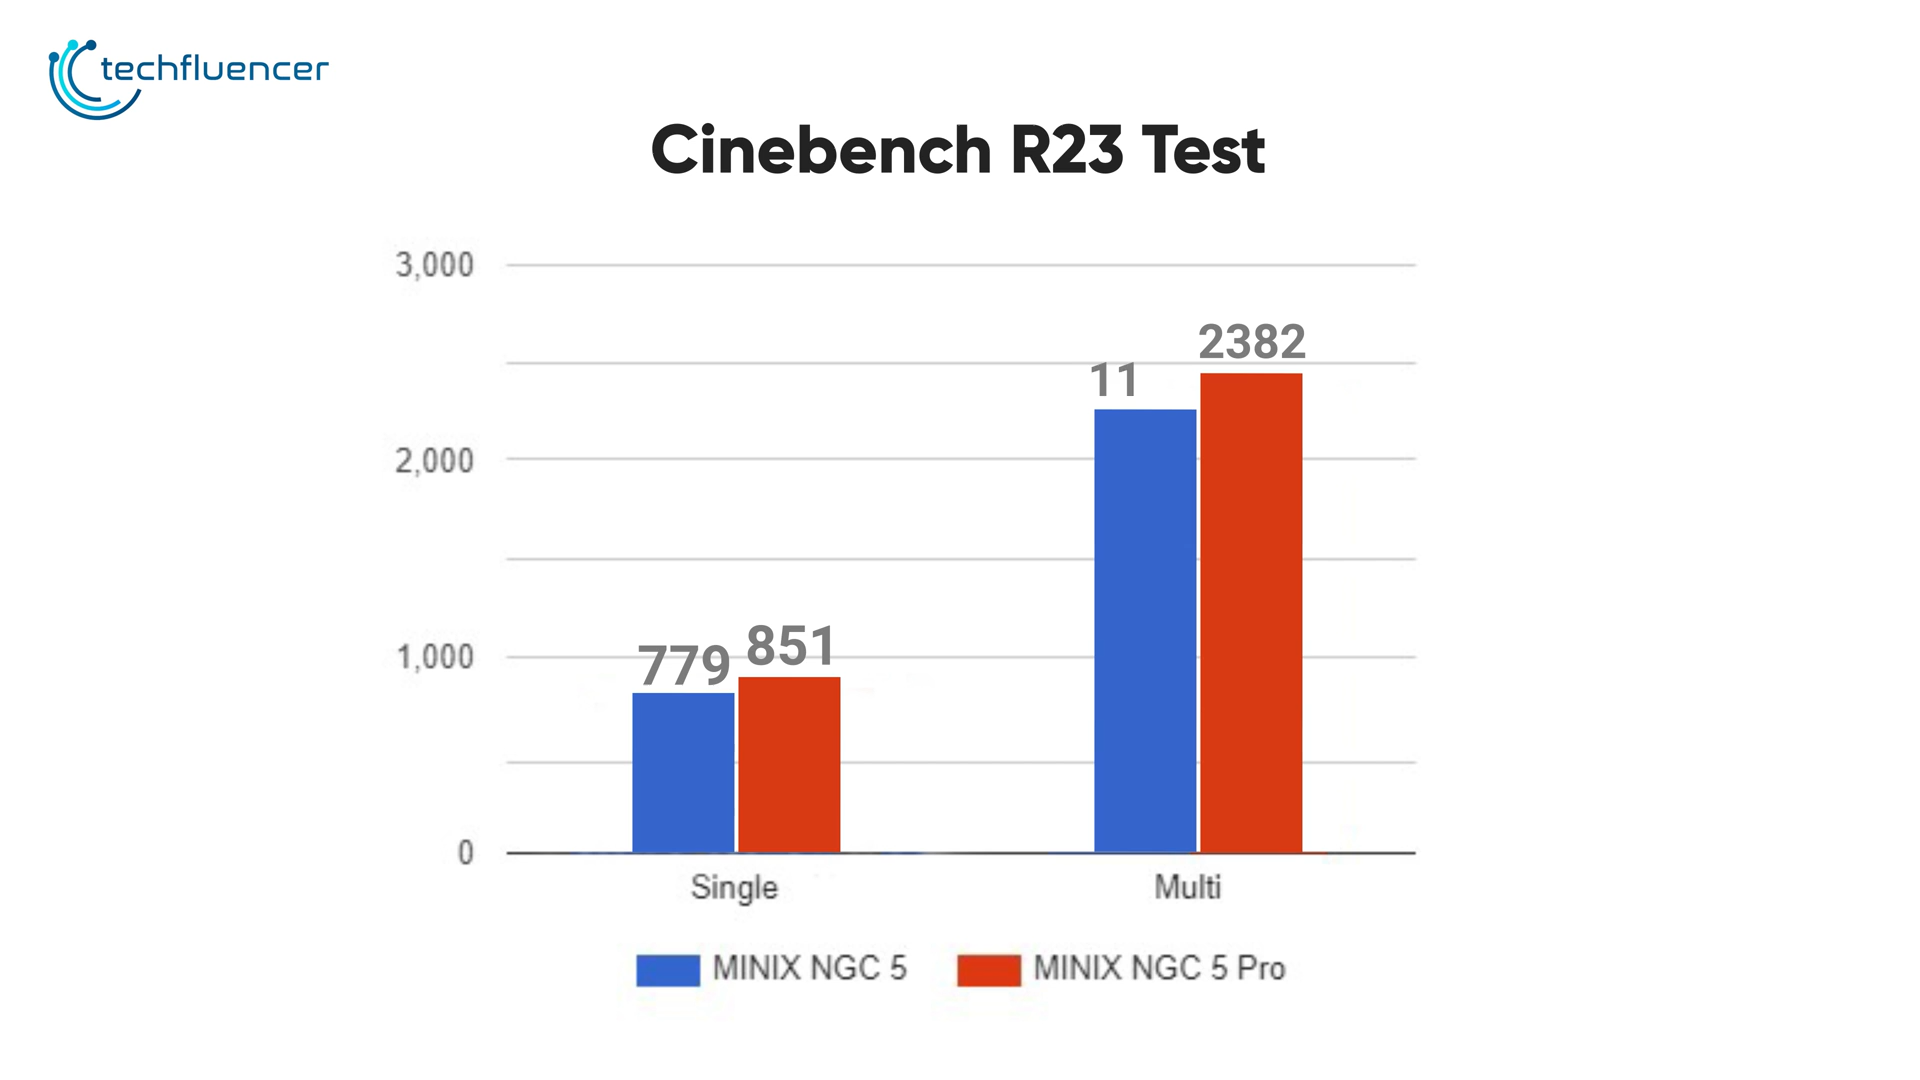 techfluencer
Cinebench R23 Test
3,000
2,000
1,000
0
779
851
11
2382
Single
Multi
MINIX NGC 5
MINIX NGC 5 Pro